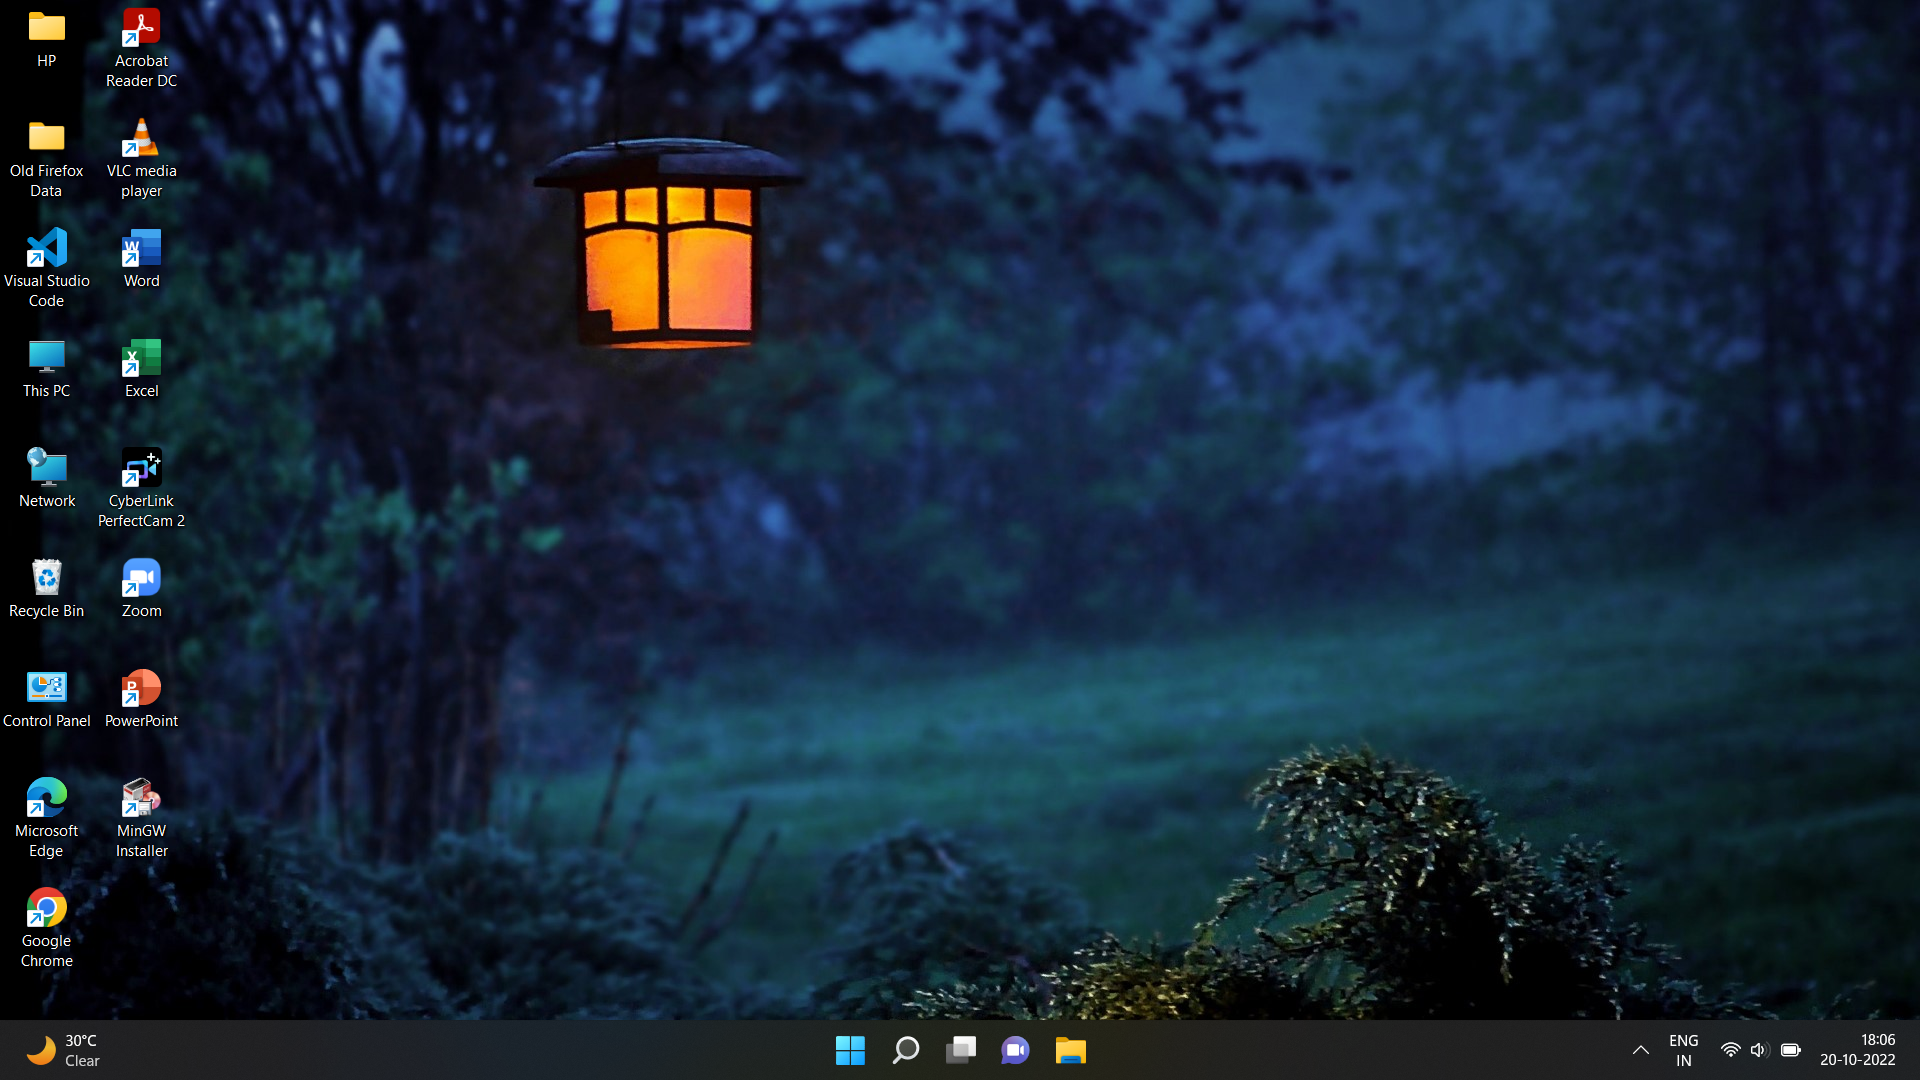 HP
Acrobat
Reader DC
Old Firefox
Data
VLC media
player
Visual Studio
Code
Word
This PC
Excel
Network
CyberLink
PerfectCam 2
Recycle Bin
Zoom
Control Panel
PowerPoint
Microsoft
Edge
MinGW
Installer
Google
Chrome
30°C
Clear
ENG
IN
18:06
20-10-2022